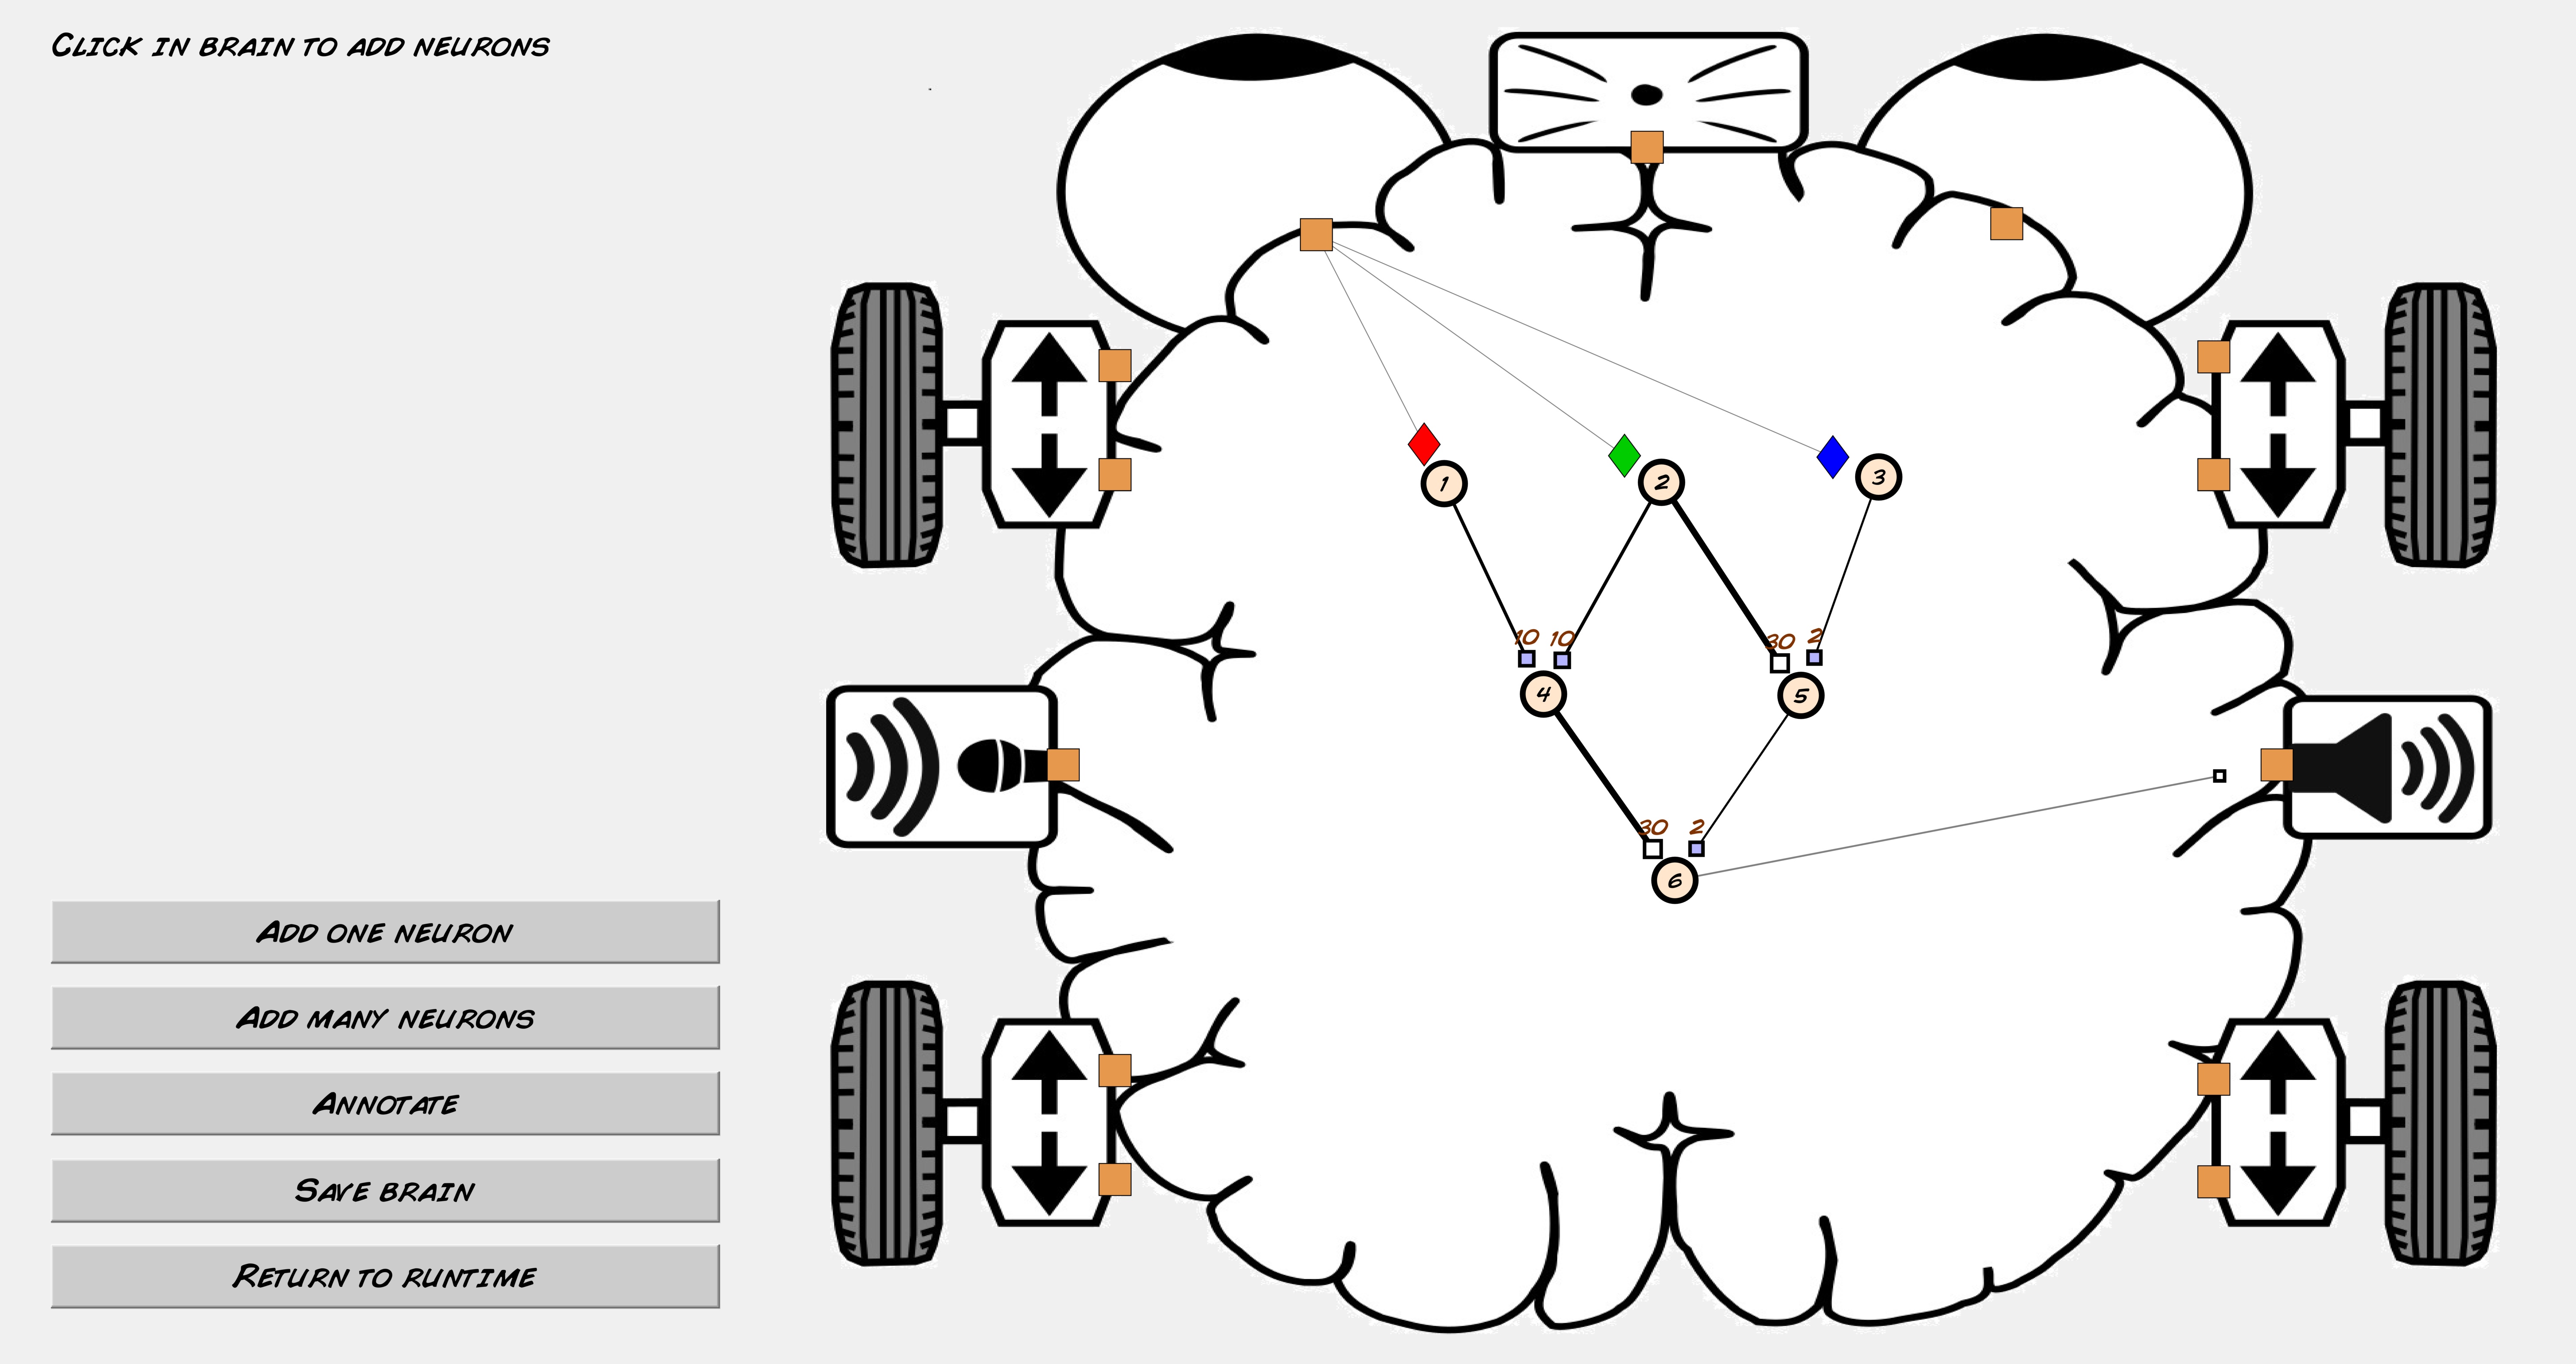 Click in brain to add neurons
1
2
3
10 10
30 2
4
5
30 2
6
Add one neuron
Add many neurons
Annotate
Save brain
Return to runtime